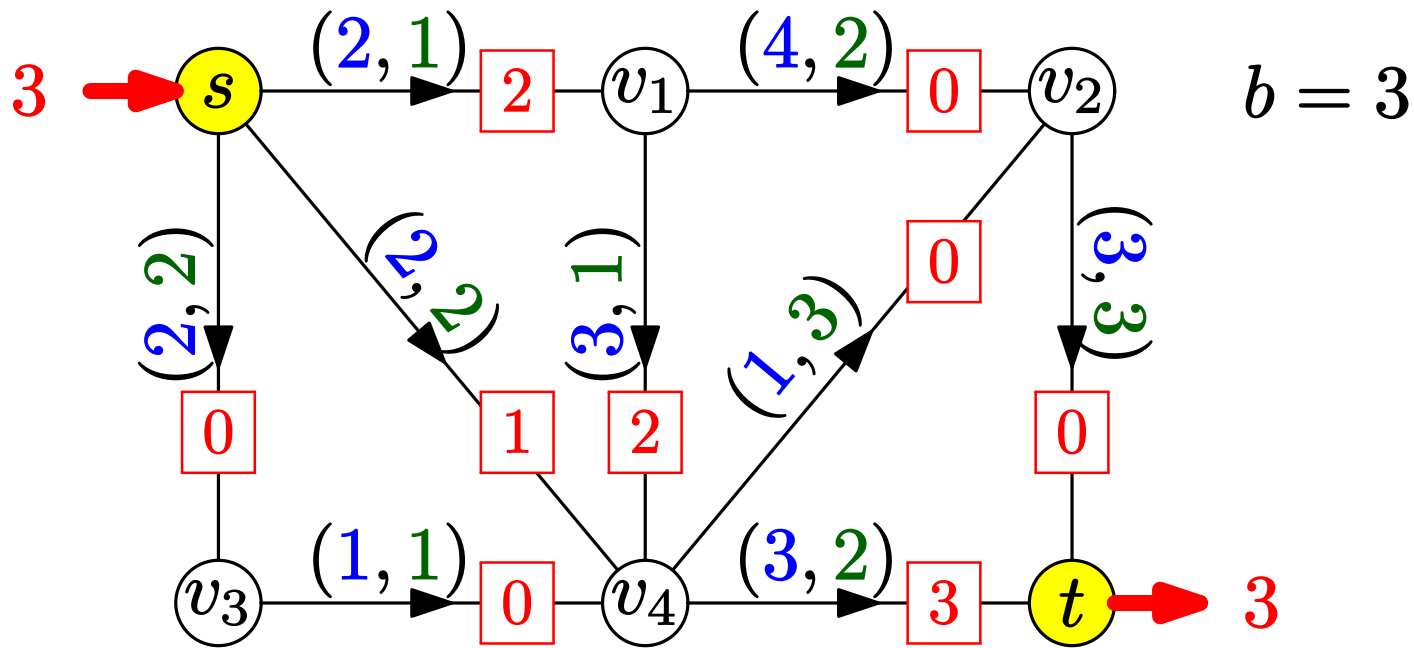 (2, 1)
(4, 2)
3
s
2
v1
0
v2
b = 3
(2, 2)
(2, 2)
(3, 1)
(1, 3)
0
(3, 3)
0
1
2
0
(1, 1)
(3, 2)
v3
0
v4
3
t
3